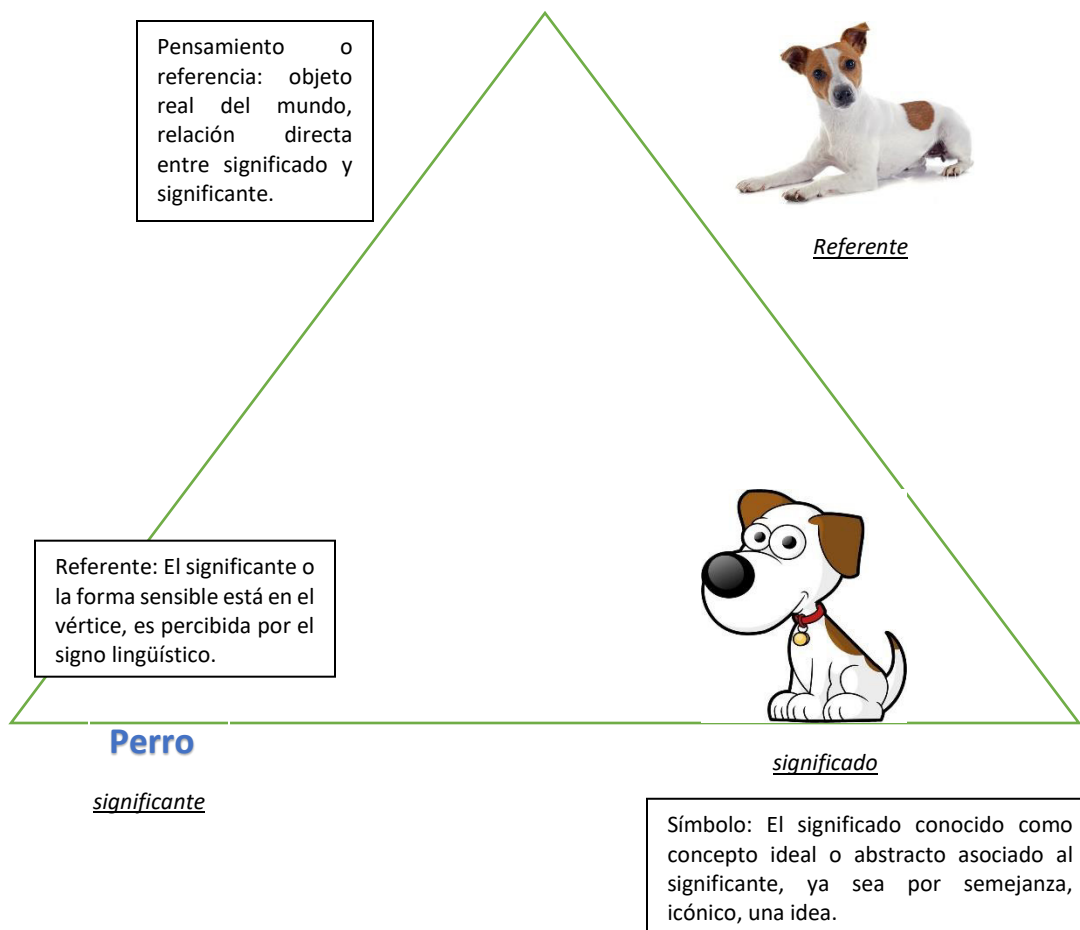 Pensamiento o
referencia: objeto
real del mundo,
relación directa
entre significado y
significante.
Referente
Referente: El significante o
la forma sensible está en el
vértice, es percibida por el
signo lingüístico.
Perro
significante
significado
Símbolo: El significado conocido como
concepto ideal o abstracto asociado al
significante, ya sea por semejanza,
icónico, una idea.